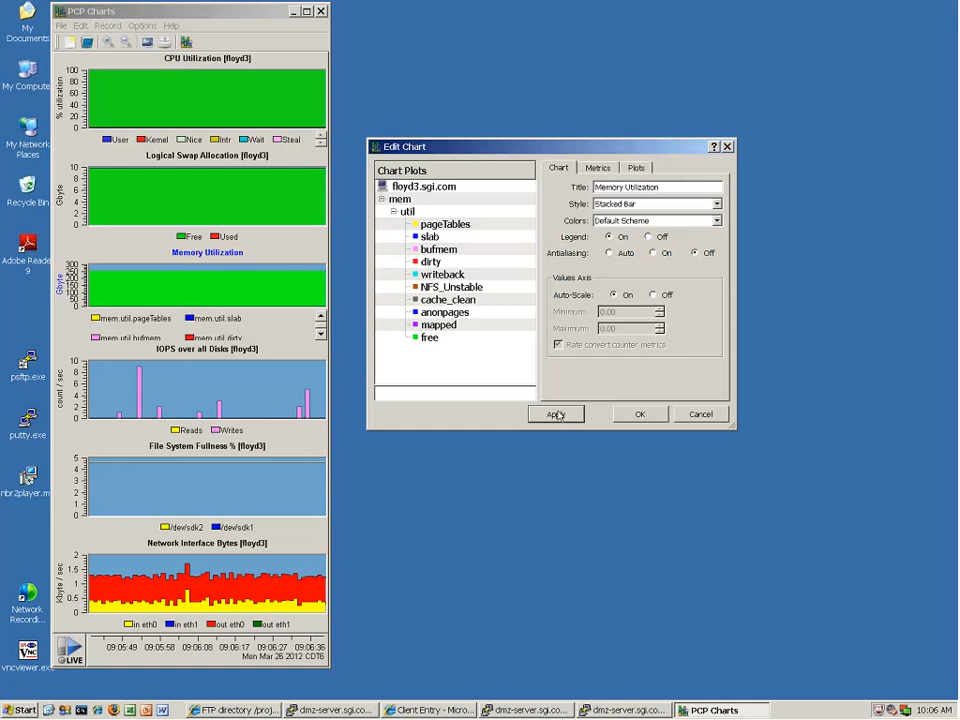 My
Documents
My Compute
My Network
Places
Recycle Bin
Adobe Reade
9
psftp.exe
putty.exe
nbr2player.m
Network
Recordi...
vncviewer.ex
PCP Charts
File Edit Record Options Help
CPU Utilization [floyd3]
% utilization
100
80
60
40
20
0
User Kernel Nice Intr Wait Steal
Logical Swap Allocation [floyd3]
Gbyte
10
8
6
4
2
0
Free Used
Memory Utilization
Gbyte
300
250
200
150
100
50
0
mem.util.pageTables mem.util.slab
mem.util.bufmem mem.util.dirty
IOPS over all Disks [floyd3]
count / sec
10
8
6
4
2
0
Reads Writes
File System Fullness % [floyd3]
5
4
3
2
1
0
/dev/sdk2 /dev/sdk1
Network Interface Bytes [floyd3]
Kbyte / sec
2
1.5
1
0.5
0
in eth0 in eth1 out eth0 out eth1
LIVE
09:05:49 09:05:58 09:06:08 09:06:17 09:06:27 09:06:36
Mon Mar 26 2012 CDT6
Edit Chart
Chart Plots
floyd3.sgi.com
mem
util
pageTables
slab
bufmem
dirty
writeback
NFS_Unstable
cache_clean
anonpages
mapped
free
Chart Metrics Plots
Title: Memory Utilization
Style: Stacked Bar
Colors: Default Scheme
Legend: On Off
Antialiasing: Auto On Off
Values Axis
Auto-Scale: On Off
Minimum: 0.00
Maximum: 0.00
Rate convert counter metrics
Apply OK Cancel
Start
FTP directory /proj...
dmz-server.sgi.co...
Client Entry - Micro...
dmz-server.sgi.co...
dmz-server.sgi.co...
PCP Charts
10:06 AM